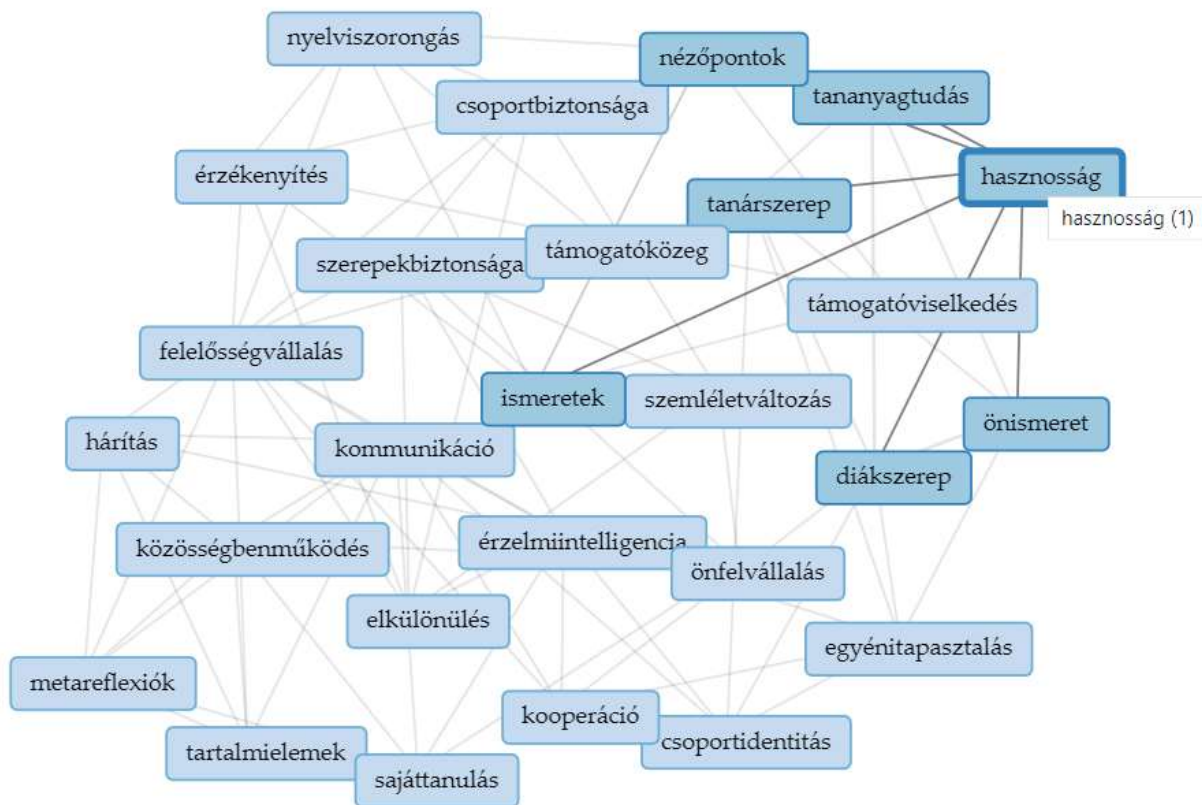 nyelviszorongás
nézőpontok
tananyagtudás
csoportbiztonsága
érzékenyítés
hasznosság
tanárszerep
hasznosság (1)
szerepekbiztonsága
támogatóközeg
támogatóviselkedés
felelősségvállalás
ismeretek
szemléletváltozás
hárítás
kommunikáció
önismeret
diákszerep
közösségbenműködés
érzelmiintelligencia
önfelvállalás
elkülönülés
egyénitapasztalás
metareflexiók
kooperáció
tartalmielemek
csoportidentitás
sajáttanulás